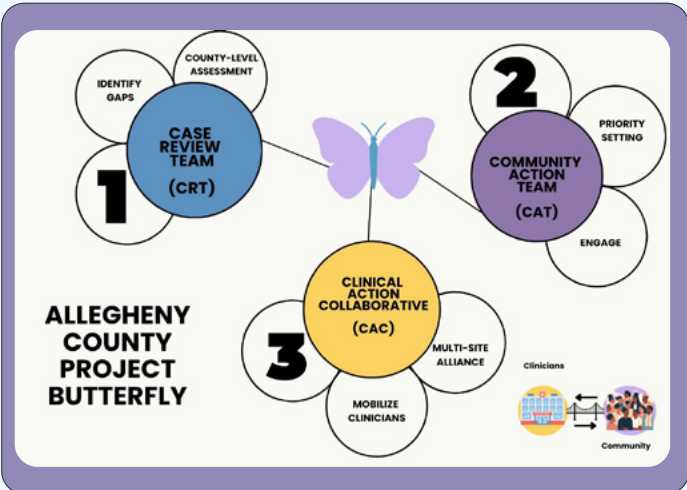 COUNTY-LEVEL
ASSESSMENT
IDENTIFY
GAPS
CASE
REVIEW
TEAM
(CRT)
1
2
PRIORITY
SETTING
COMMUNITY
ACTION
TEAM
(CAT)
ENGAGE
CLINICAL
ACTION
COLLABORATIVE
(CAC)
3
MULTI-SITE
ALLIANCE
MOBILIZE
CLINICIANS
ALLEGHENY
COUNTY
PROJECT
BUTTERFLY
Clinicians
Community